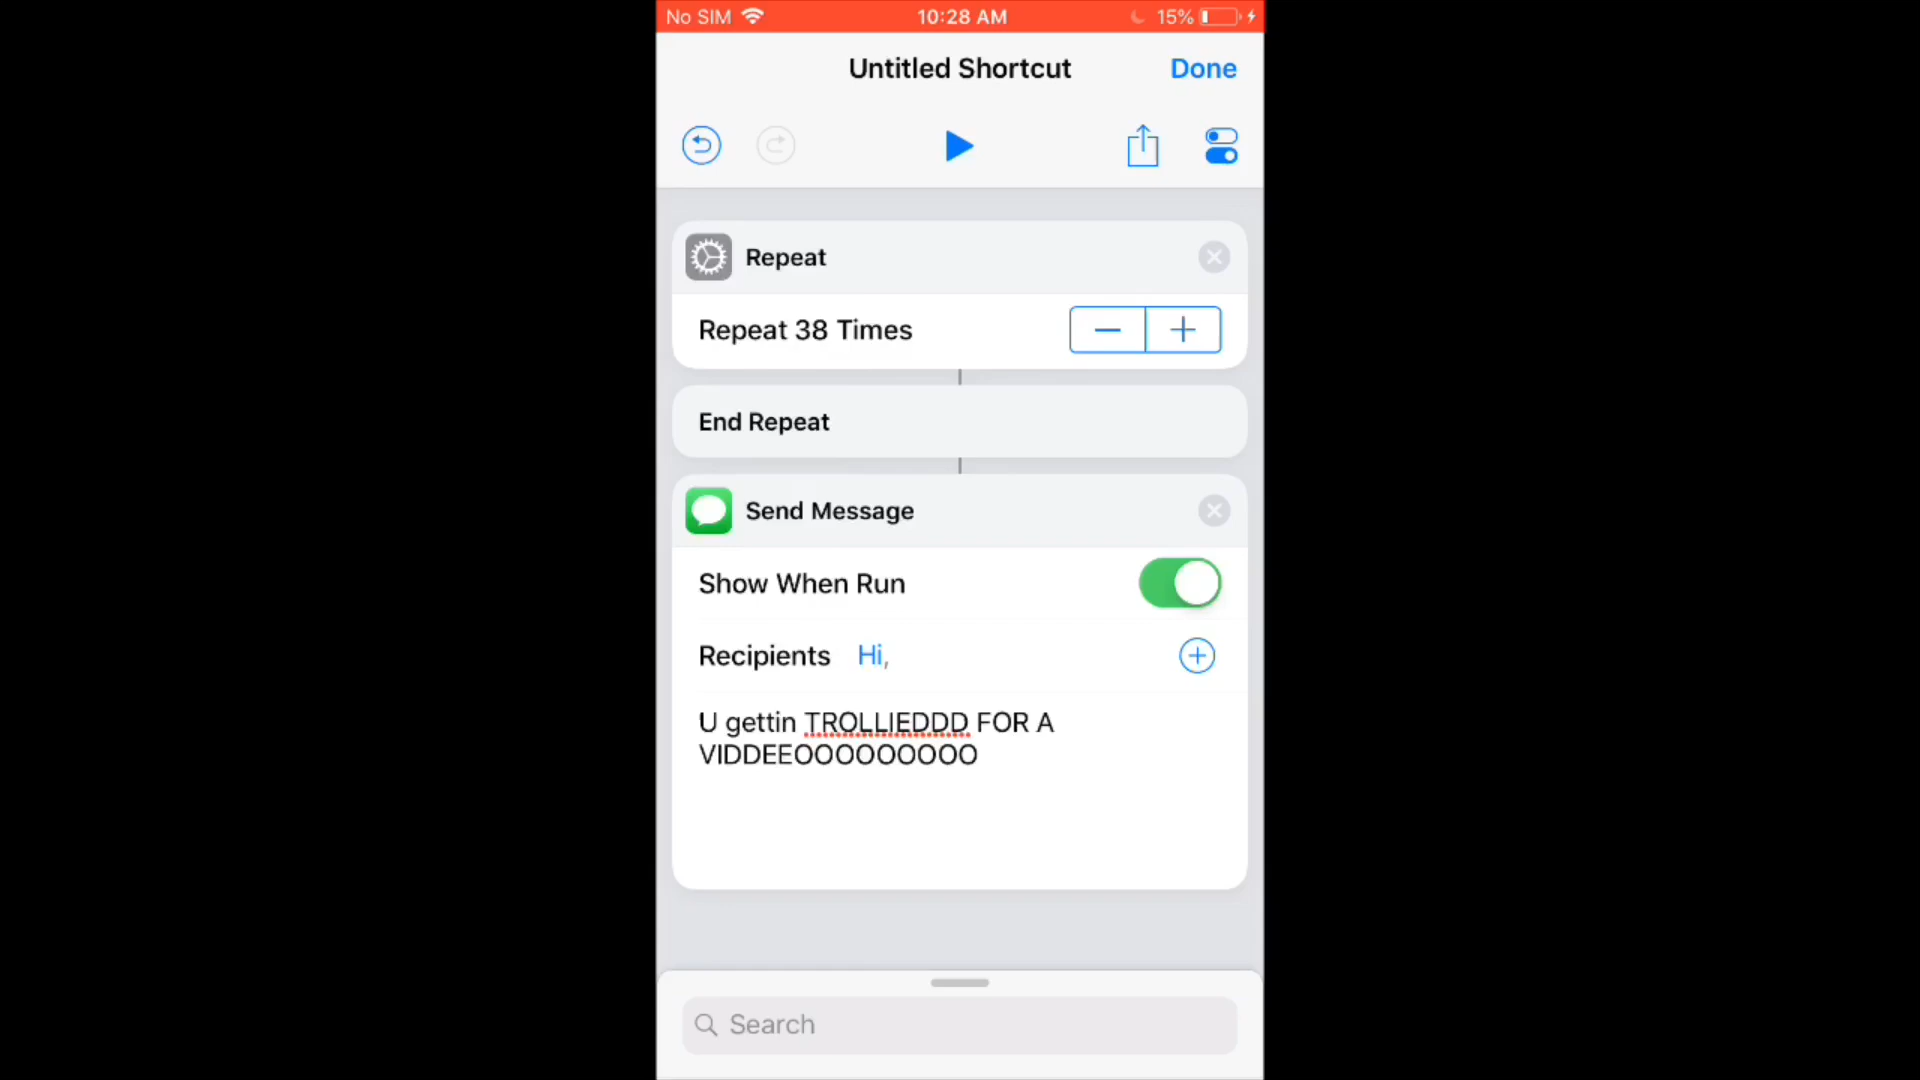 No SIM 10:28 AM 15%
Untitled Shortcut Done
Repeat
Repeat 38 Times
End Repeat
Send Message
Show When Run
Recipients Hi,
U gettin TROLLIEDDD FOR A
VIDDEEOOOOOOOOO
Search